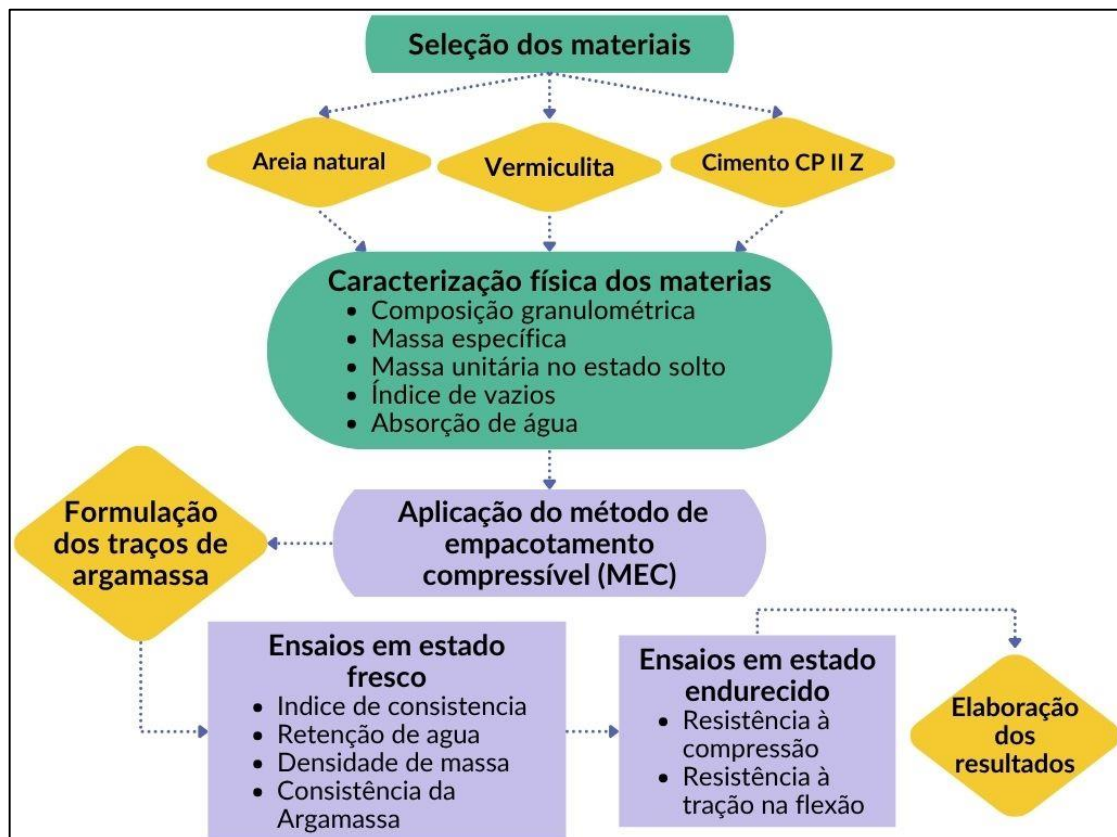 Seleção dos materiais
Areia natural
Vermiculita
Cimento CP II Z
Caracterização física dos materias
• Composição granulométrica
• Massa específica
• Massa unitária no estado solto
• Índice de vazios
• Absorção de água
Aplicação do método de
empacotamento
compressível (MEC)
Formulação
dos traços de
argamassa
Ensaios em estado
fresco
• Indice de consistencia
• Retenção de agua
• Densidade de massa
• Consistência da
Argamassa
Ensaios em estado
endurecido
• Resistência à
compressão
• Resistência à
tração na flexão
Elaboração
dos
resultados